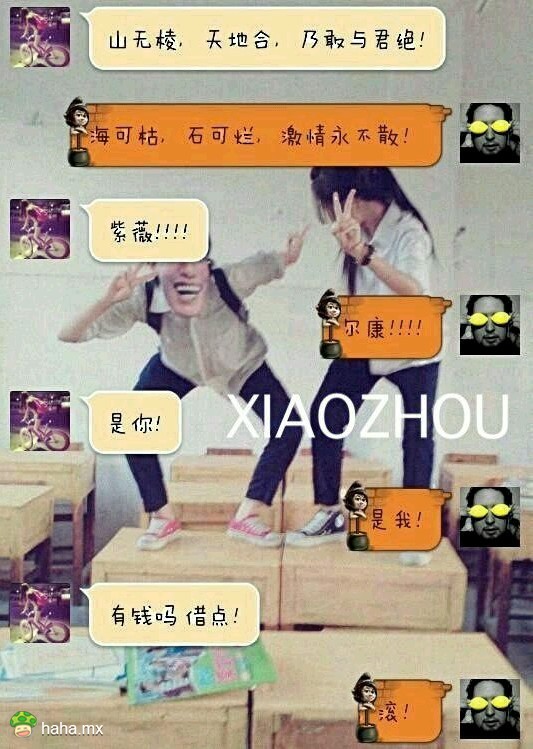 山无棱，天地合，乃敢与君绝！
海可枯，石可烂，激情永不散！
紫薇!!!!
尔康!!!!
是你!
XIAOZHOU
是我!
有钱吗 借点!
滚!
haha.mx